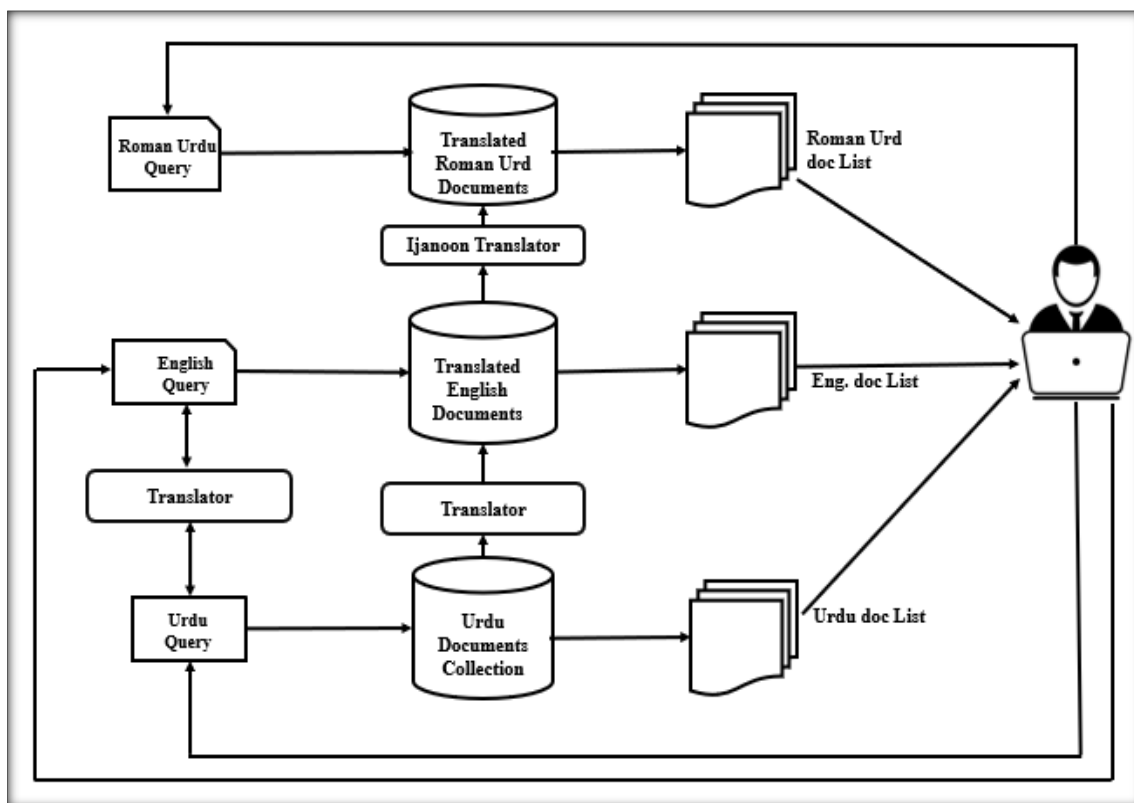 Roman Urdu
Query
Translated
Roman Urd
Documents
Roman Urd
doc List
Ijanoon Translator
English
Query
Translated
English
Documents
Eng. doc List
Translator
Translator
Urdu
Query
Urdu
Documents
Collection
Urdu doc List